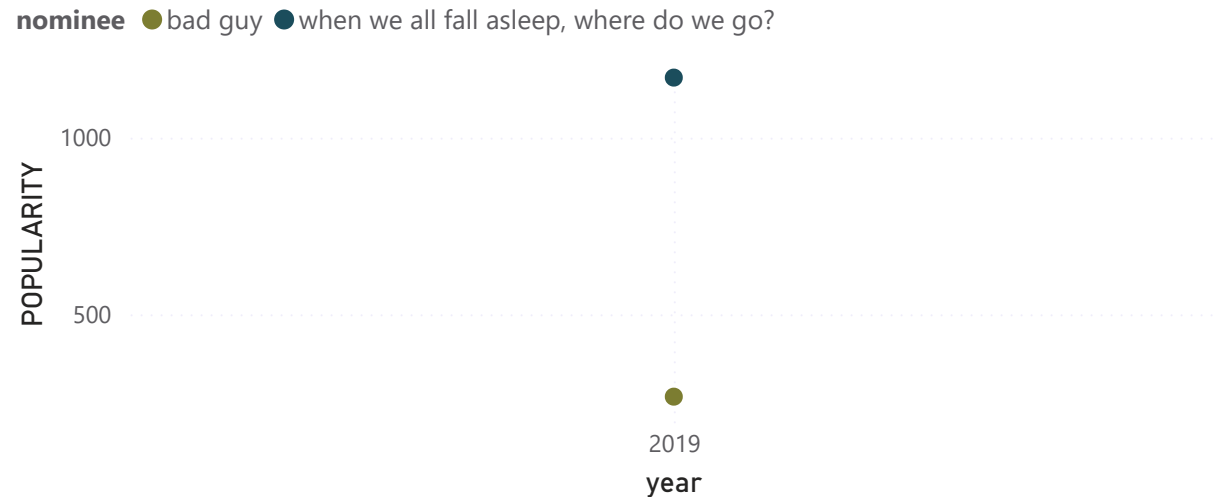 nominee bad guy when we all fall asleep, where do we go?
1000
POPULARITY
500
2019
year